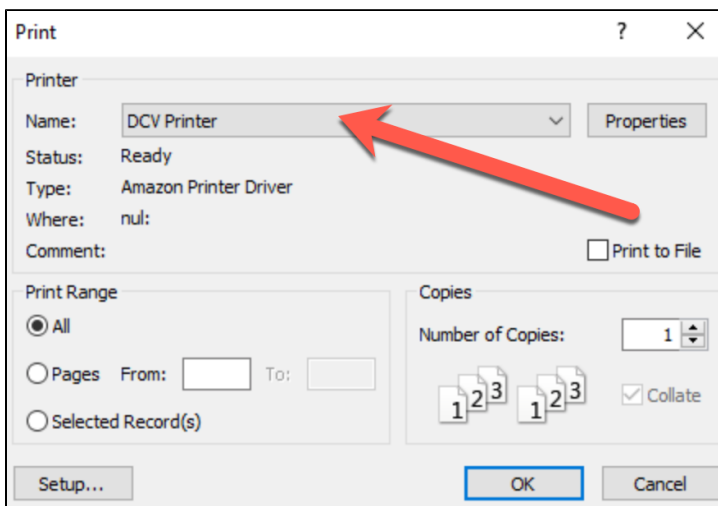 Print ?
Printer
Name: DCV Printer Properties
Status: Ready
Type: Amazon Printer Driver
Where: nul:
Comment: Print to File
Print Range
All
Pages From: To:
Selected Record(s)
Copies
Number of Copies: 1
1 2 3 1 2 3
Collate
Setup... OK Cancel